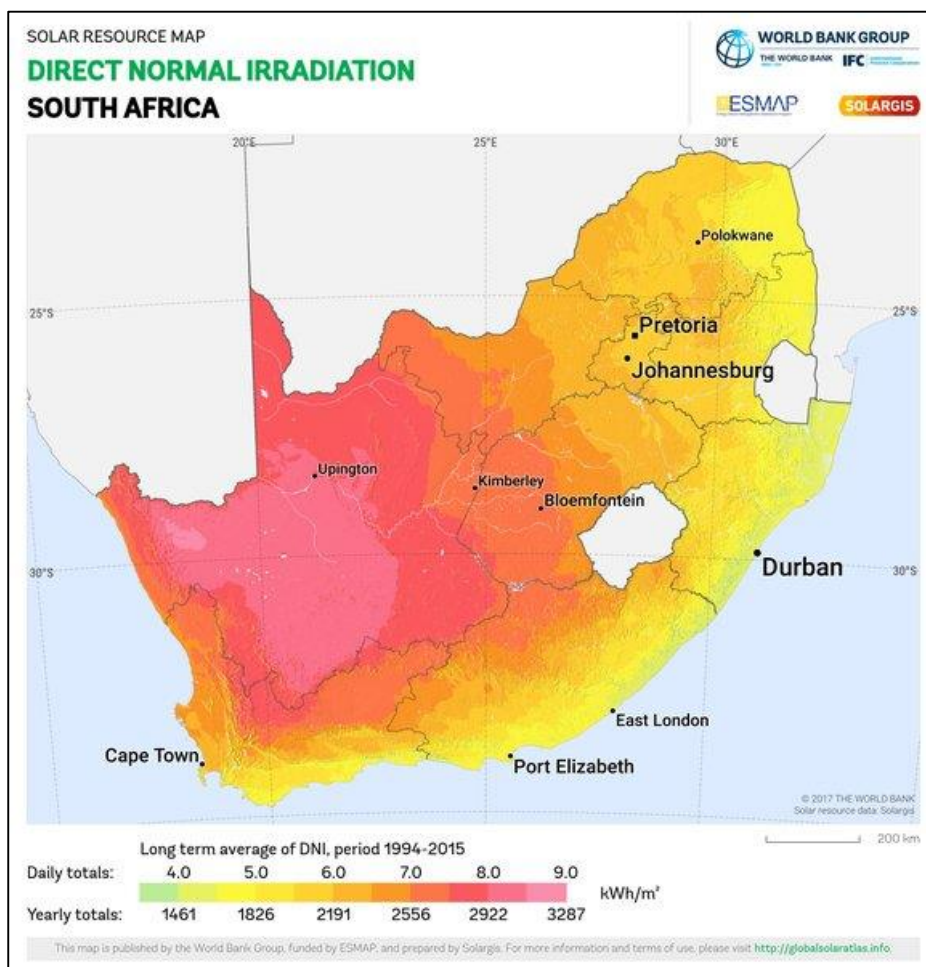 SOLAR RESOURCE MAP
DIRECT NORMAL IRRADIATION
SOUTH AFRICA
WORLD BANK GROUP
THE WORLD BANK IFC
ESMAP
SOLARGIS
20°E 25°E 30°E
Polokwane
25°S 25°S
Pretoria
Johannesburg
Upington
Kimberley
Bloemfontein
30°S Durban 30°S
East London
Cape Town
Port Elizabeth
© 2017 THE WORLD BANK
Solar resource data: Solargis
200 km
Long term average of DNI, period 1994-2015
Daily totals: 4.0 5.0 6.0 7.0 8.0 9.0
kWh/m²
Yearly totals: 1461 1826 2191 2556 2922 3287
This map is published by the World Bank Group, funded by ESMAP, and prepared by Solargis. For more information and terms of use, please visit http://globalsolaratlas.info.